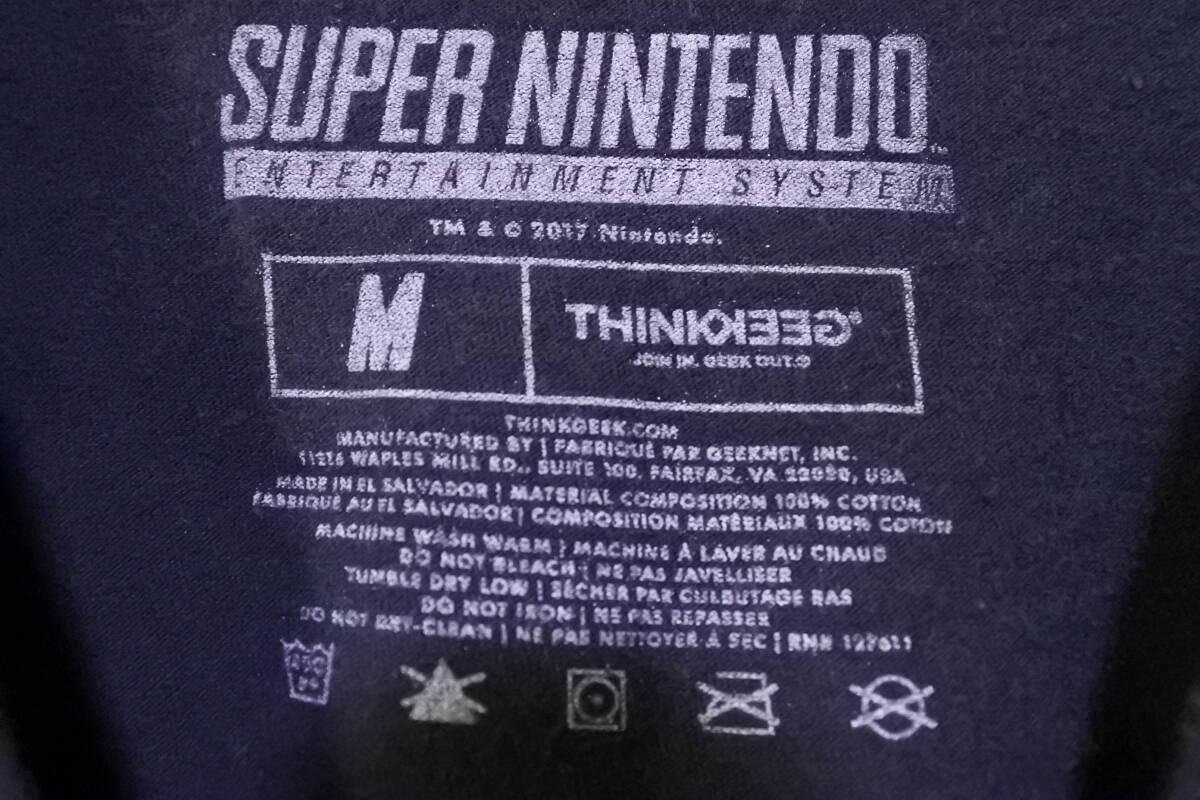 SUPER NINTENDO™
ENTERTAINMENT SYSTEM
TM & © 2017 Nintendo.
M
THINKGEEK®
JOIN IN. GEEK OUT.®
THINKGEEK.COM
MANUFACTURED BY | FABRIQUÉ PAR GEEKNET, INC.
11216 WAPLES MILL RD., SUITE 100, FAIRFAX, VA 22030, USA
MADE IN EL SALVADOR | MATERIAL COMPOSITION 100% COTTON
FABRIQUÉ AU EL SALVADOR | COMPOSITION MATÉRIAUX 100% COTON
MACHINE WASH WARM | MACHINE À LAVER AU CHAUD
DO NOT BLEACH | NE PAS JAVELLISER
TUMBLE DRY LOW | SÉCHER PAR CULBUTAGE BAS
DO NOT IRON | NE PAS REPASSER
DO NOT DRY-CLEAN | NE PAS NETTOYER À SEC | RN#